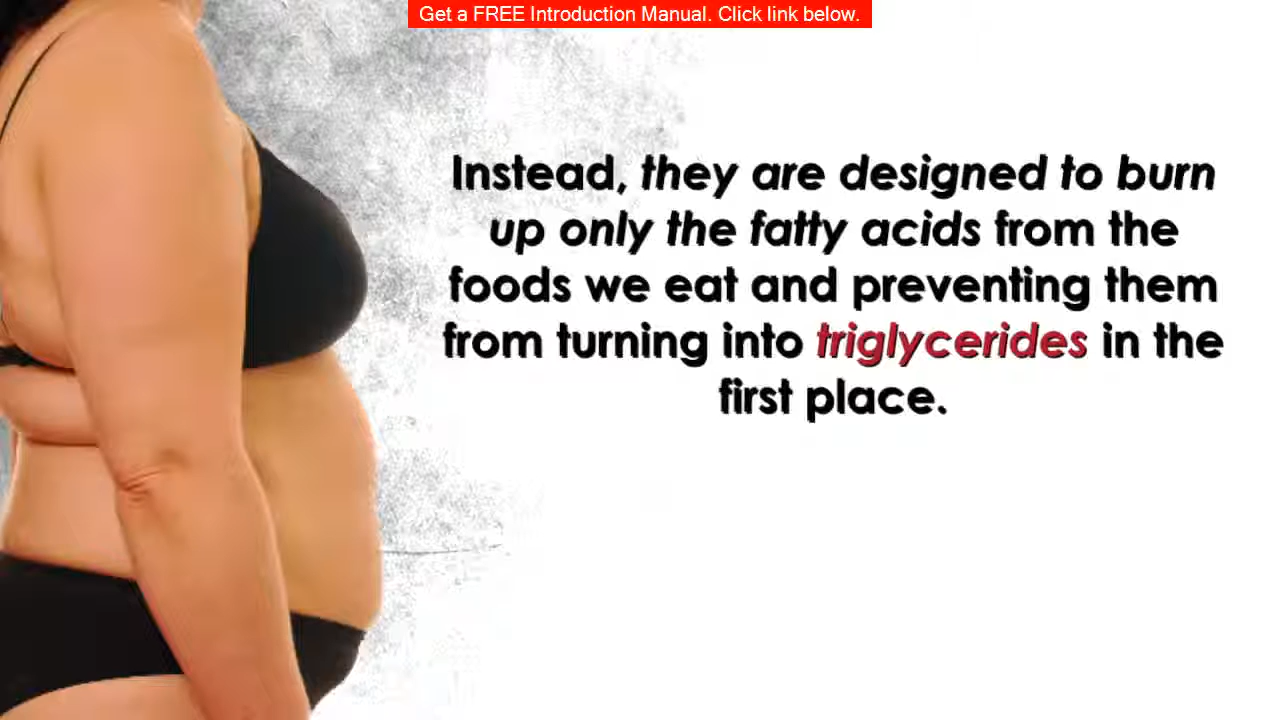 Get a FREE Introduction Manual. Click link below.
Instead, they are designed to burn
up only the fatty acids from the
foods we eat and preventing them
from turning into triglycerides in the
first place.